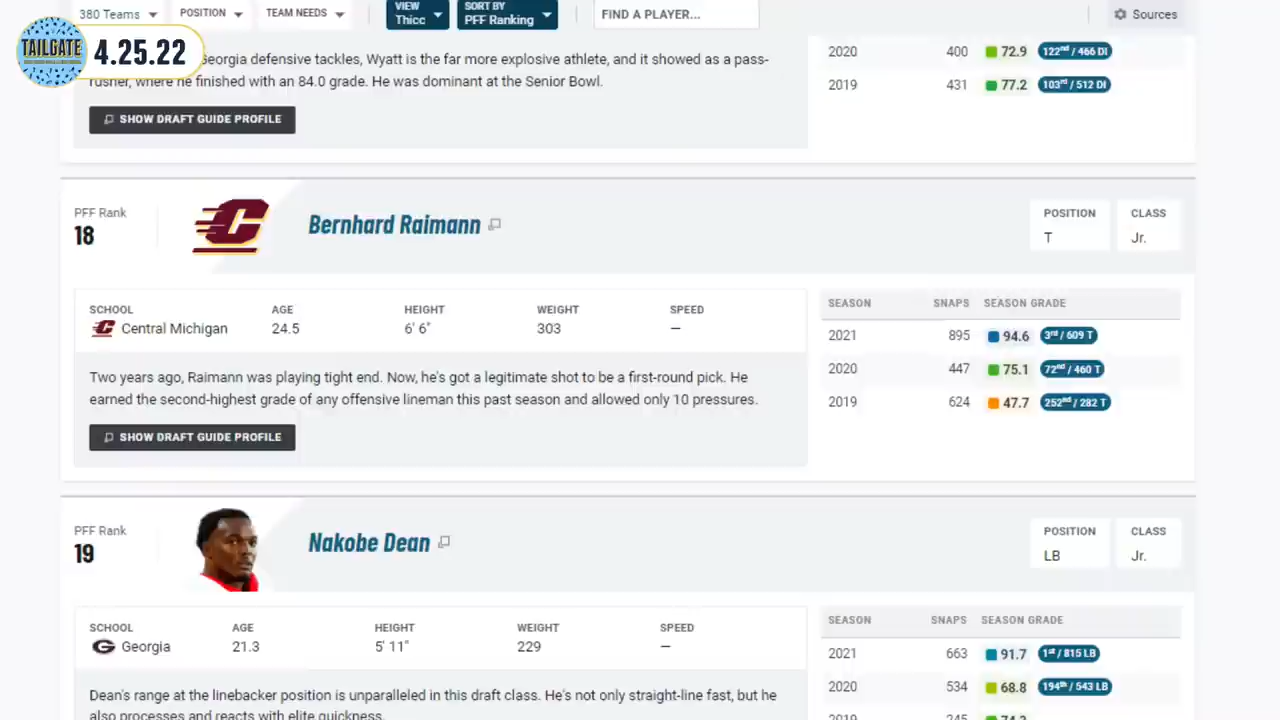 380 Teams
POSITION
TEAM NEEDS
VIEW
Thicc
SORT BY
PFF Ranking
FIND A PLAYER...
Sources
TAILGATE
4.25.22
Georgia defensive tackles, Wyatt is the far more explosive athlete, and it showed as a pass-
rusher, where he finished with an 84.0 grade. He was dominant at the Senior Bowl.
SHOW DRAFT GUIDE PROFILE
2020 400 72.9 122nd / 466 DI
2019 431 77.2 103rd / 512 DI
PFF Rank
18
C
Bernhard Raimann
POSITION
T
CLASS
Jr.
SCHOOL AGE HEIGHT WEIGHT SPEED
Central Michigan 24.5 6' 6" 303 —
Two years ago, Raimann was playing tight end. Now, he's got a legitimate shot to be a first-round pick. He
earned the second-highest grade of any offensive lineman this past season and allowed only 10 pressures.
SHOW DRAFT GUIDE PROFILE
SEASON SNAPS SEASON GRADE
2021 895 94.6 3rd / 609 T
2020 447 75.1 72nd / 460 T
2019 624 47.7 252nd / 282 T
PFF Rank
19
Nakobe Dean
POSITION
LB
CLASS
Jr.
SCHOOL AGE HEIGHT WEIGHT SPEED
Georgia 21.3 5' 11" 229 —
Dean's range at the linebacker position is unparalleled in this draft class. He's not only straight-line fast, but he
also processes and reacts with elite quickness.
SEASON SNAPS SEASON GRADE
2021 663 91.7 1st / 815 LB
2020 534 68.8 194th / 543 LB
2019 245 74.3